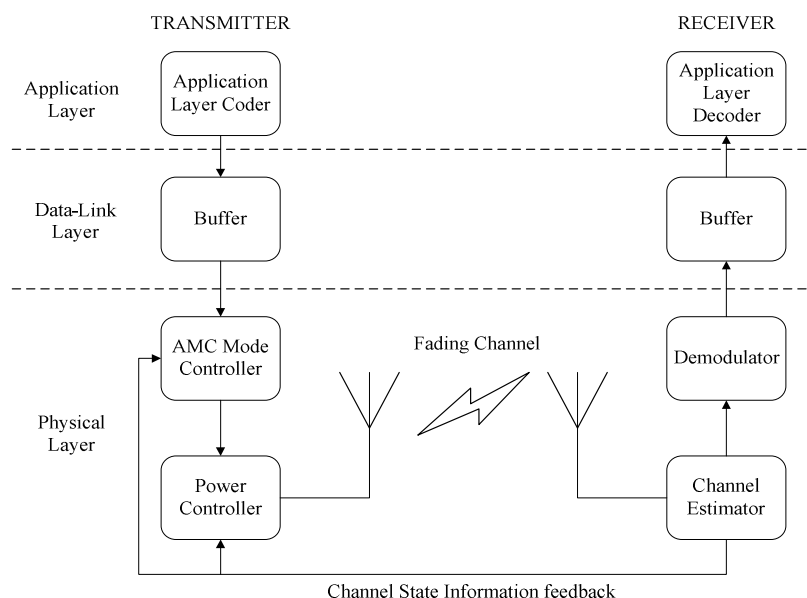 TRANSMITTER
RECEIVER
Application
Layer
Application
Layer Coder
Application
Layer
Decoder
Data-Link
Layer
Buffer
Buffer
AMC Mode
Controller
Fading Channel
Demodulator
Physical
Layer
Power
Controller
Channel
Estimator
Channel State Information feedback